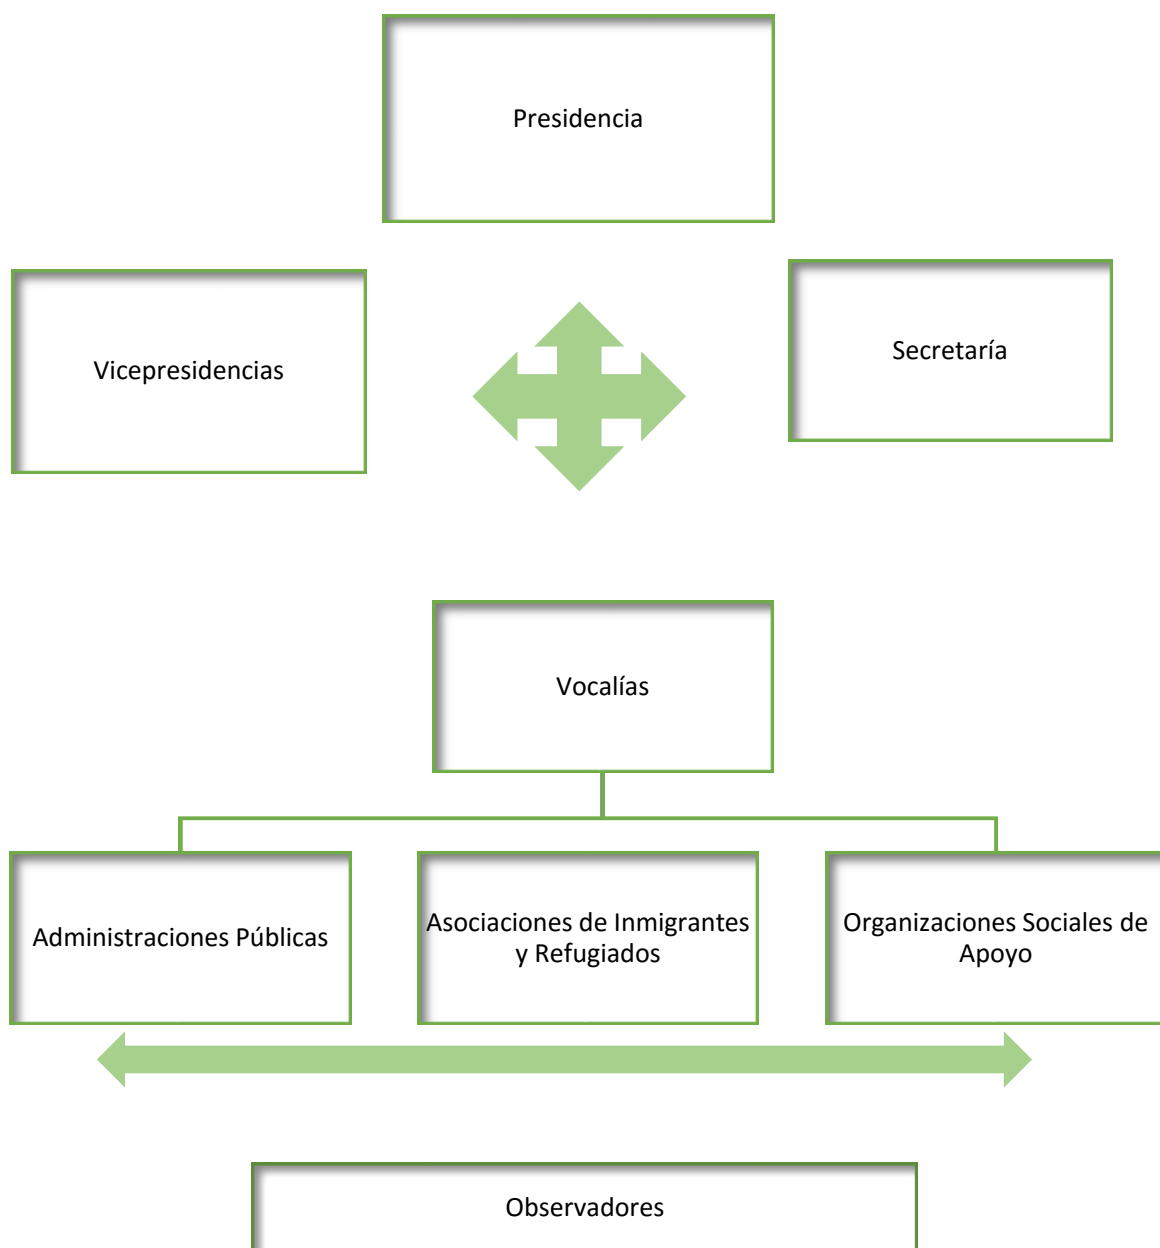 Presidencia
Vicepresidencias
Secretaría
Vocalías
Administraciones Públicas
Asociaciones de Inmigrantes
y Refugiados
Organizaciones Sociales de
Apoyo
Observadores